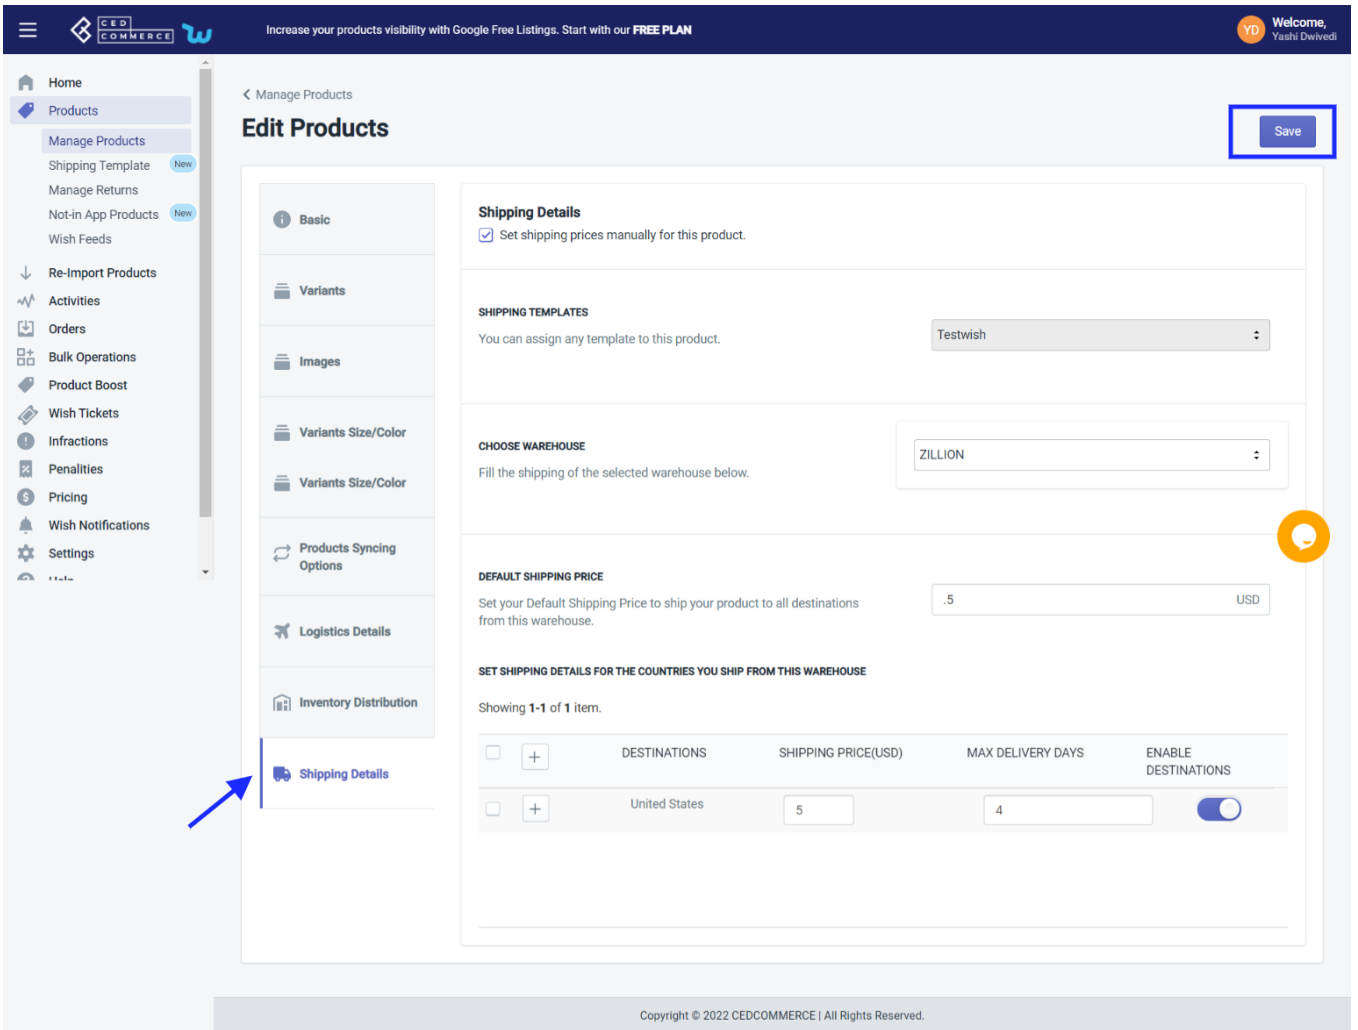 CED
COMMERCE
Increase your products visibility with Google Free Listings. Start with our FREE PLAN
YD
Welcome,
Yashi Dwivedi
Home
Products
Manage Products
Shipping Template New
Manage Returns
Not-in App Products New
Wish Feeds
Re-Import Products
Activities
Orders
Bulk Operations
Product Boost
Wish Tickets
Infractions
Penalities
Pricing
Wish Notifications
Settings
Manage Products
Edit Products
Save
Basic
Variants
Images
Variants Size/Color
Variants Size/Color
Products Syncing
Options
Logistics Details
Inventory Distribution
Shipping Details
Shipping Details
Set shipping prices manually for this product.
SHIPPING TEMPLATES
You can assign any template to this product.
Testwish
CHOOSE WAREHOUSE
Fill the shipping of the selected warehouse below.
ZILLION
DEFAULT SHIPPING PRICE
Set your Default Shipping Price to ship your product to all destinations
from this warehouse.
.5 USD
SET SHIPPING DETAILS FOR THE COUNTRIES YOU SHIP FROM THIS WAREHOUSE
Showing 1-1 of 1 item.
DESTINATIONS SHIPPING PRICE(USD) MAX DELIVERY DAYS ENABLE
DESTINATIONS
United States 5 4
Copyright © 2022 CEDCOMMERCE | All Rights Reserved.